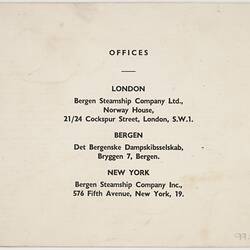 OFFICES
LONDON
Bergen Steamship Company Ltd.,
Norway House,
21/24 Cockspur Street, London, S.W.1.
BERGEN
Det Bergenske Dampskibsselskab,
Bryggen 7, Bergen.
NEW YORK
Bergen Steamship Company Inc.,
576 Fifth Avenue, New York, 19.